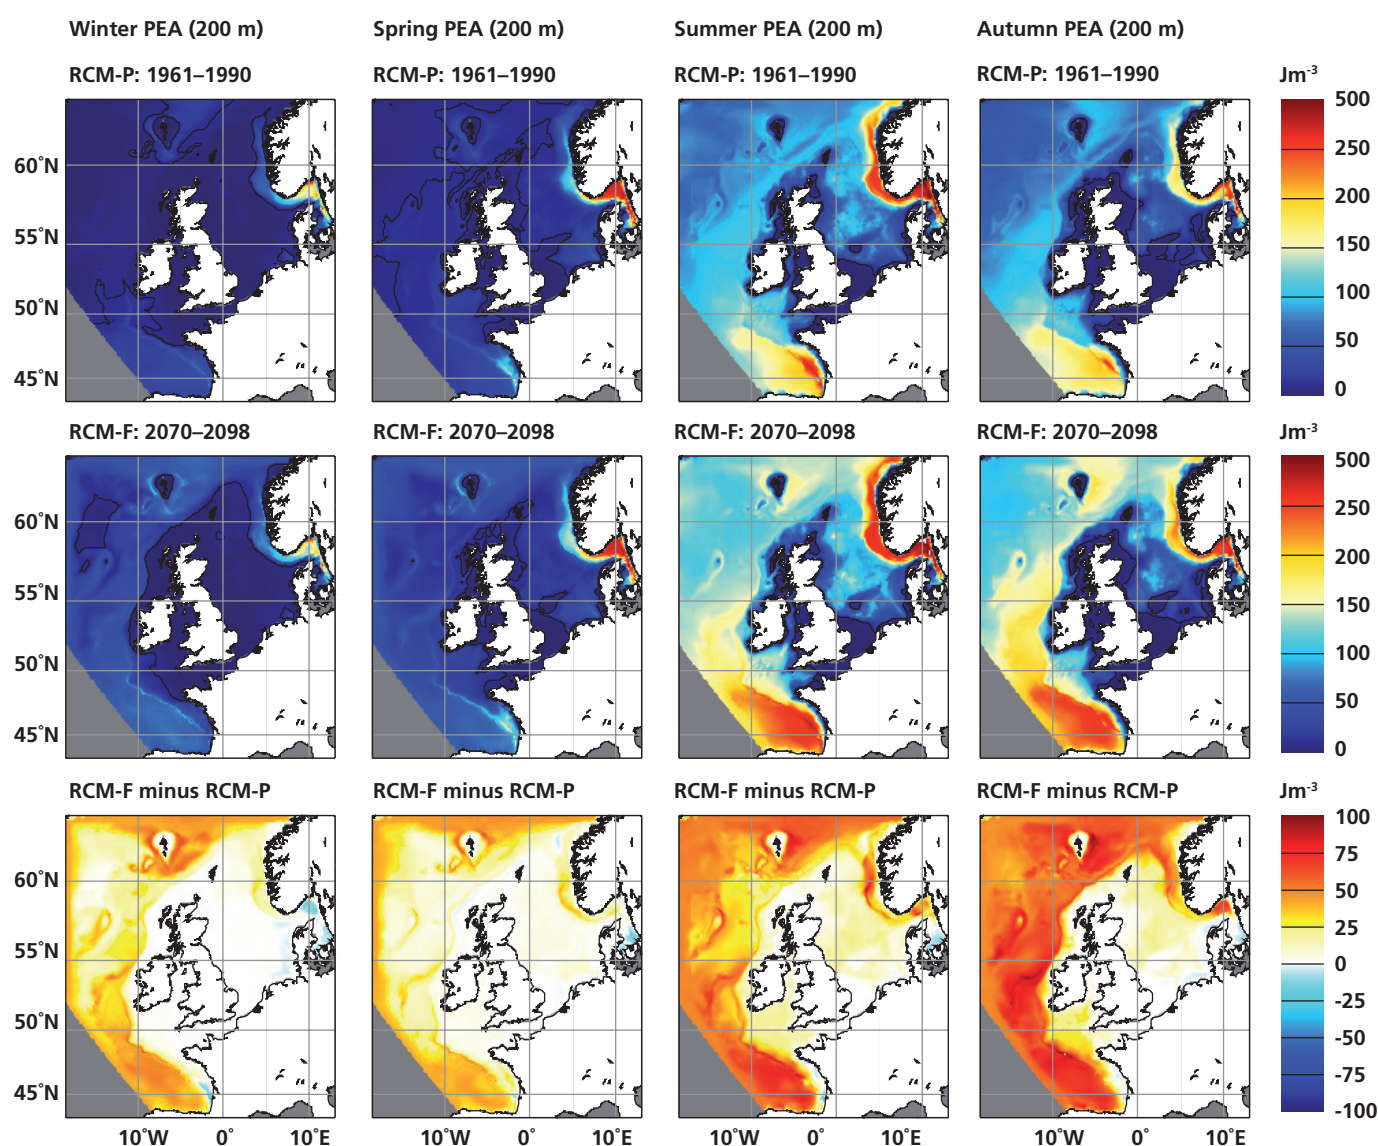 Winter PEA (200 m) Spring PEA (200 m) Summer PEA (200 m) Autumn PEA (200 m)
RCM-P: 1961–1990 RCM-P: 1961–1990 RCM-P: 1961–1990 RCM-P: 1961–1990 Jm-3
500
250
60˚N
200
55˚N
150
50˚N
100
50
45˚N
0
RCM-F: 2070–2098 RCM-F: 2070–2098 RCM-F: 2070–2098 RCM-F: 2070–2098 Jm-3
500
250
60˚N
200
55˚N
150
50˚N
100
50
45˚N
0
RCM-F minus RCM-P RCM-F minus RCM-P RCM-F minus RCM-P RCM-F minus RCM-P Jm-3
100
75
60˚N
50
25
55˚N
0
-25
50˚N
-50
-75
45˚N
-100
10˚W 0˚ 10˚E 10˚W 0˚ 10˚E 10˚W 0˚ 10˚E 10˚W 0˚ 10˚E